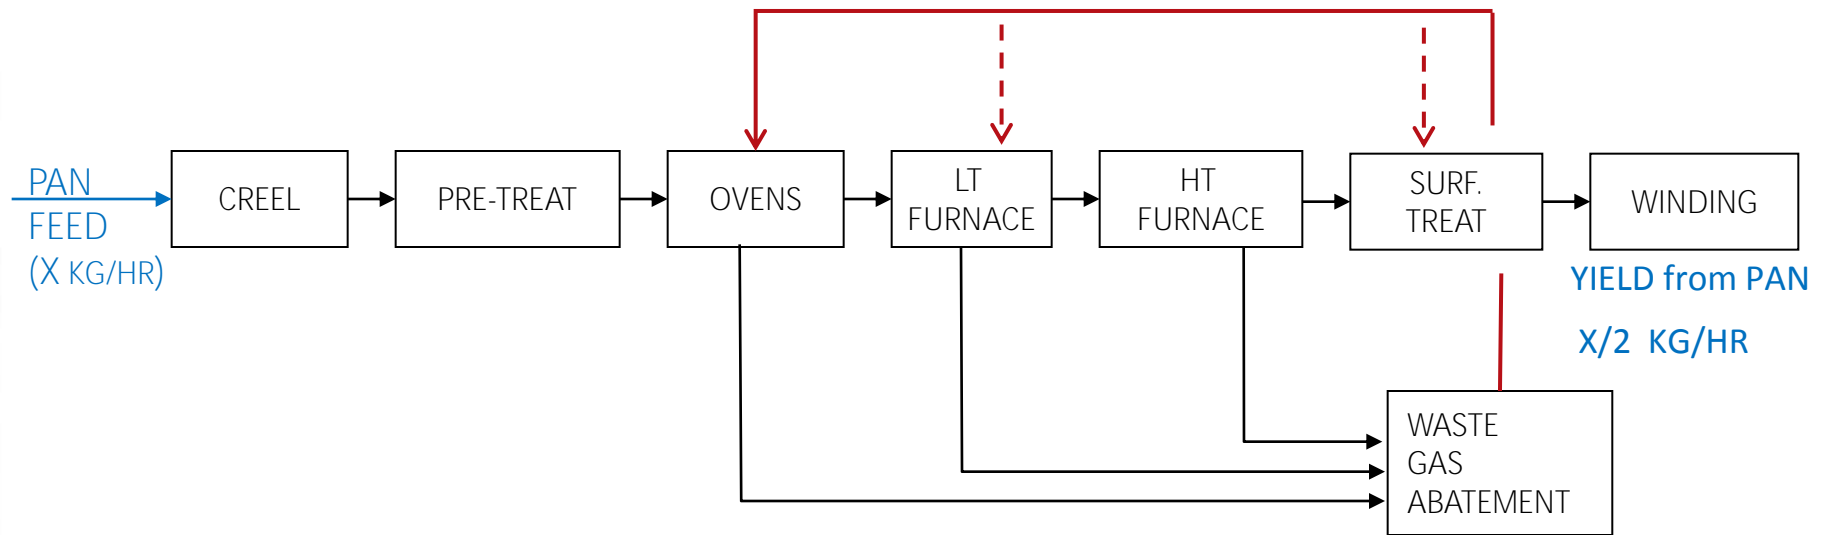 PAN
FEED
(X KG/HR)
CREEL
PRE-TREAT
OVENS
LT
FURNACE
HT
FURNACE
SURF.
TREAT
WINDING
YIELD from PAN
X/2 KG/HR
WASTE
GAS
ABATEMENT